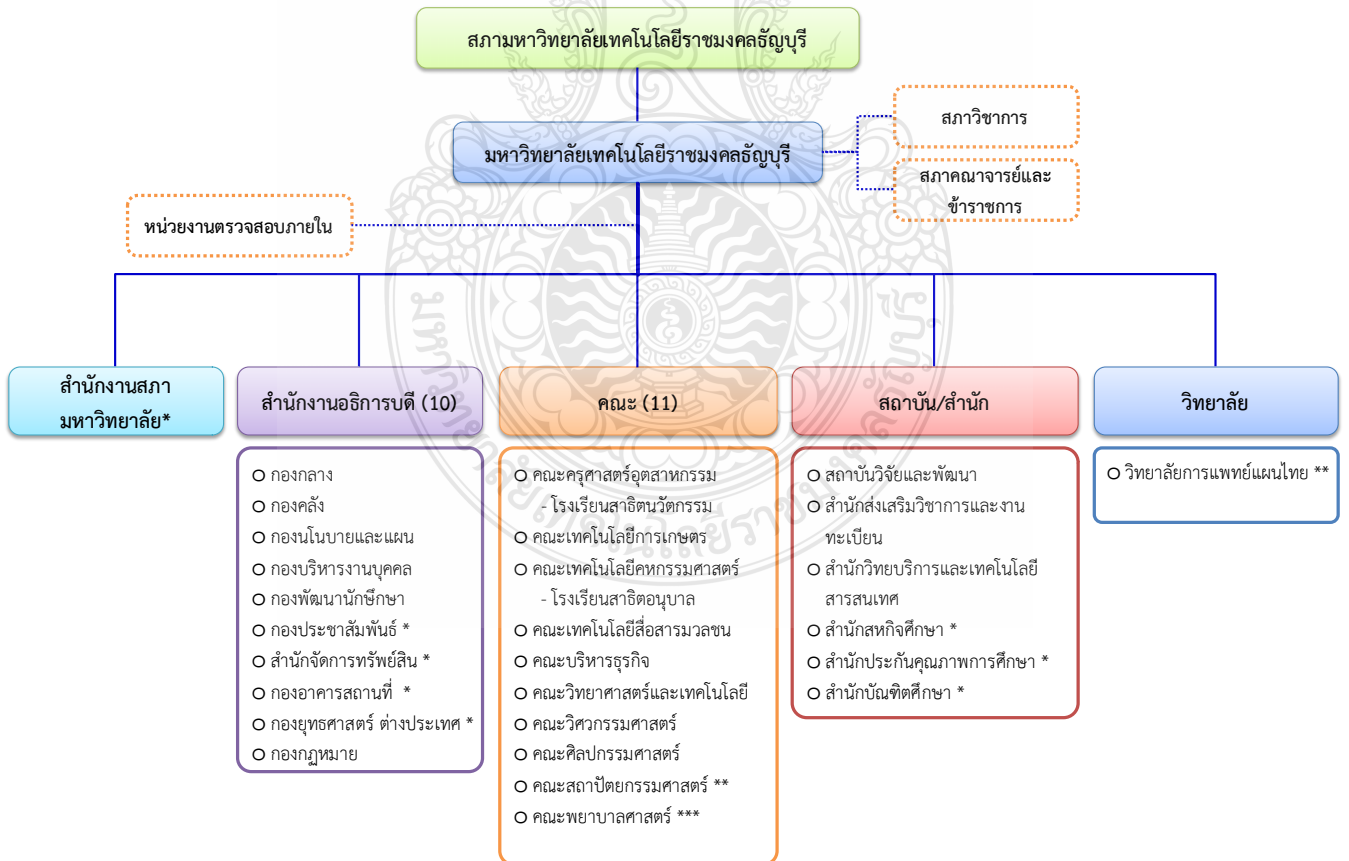 สภามหาวิทยาลัยเทคโนโลยีราชมงคลธัญบุรี
มหาวิทยาลัยเทคโนโลยีราชมงคลธัญบุรี
สภาวิชาการ
สภาคณาจารย์และ
ข้าราชการ
หน่วยงานตรวจสอบภายใน
สำนักงานสภา
มหาวิทยาลัย*
สำนักงานอธิการบดี (10)
O กองกลาง
O กองคลัง
O กองนโนบายและแผน
O กองบริหารงานบุคคล
O กองพัฒนานักษึกษา
O กองประชาสัมพันธ์ *
O สำนักจัดการทรัพย์สิน *
O กองอาคารสถานที่ *
O กองยุทธศาสตร์ ต่างประเทศ *
O กองกฏหมาย
คณะ (11)
O คณะครุศาสตร์อุตสาหกรรม
- โรงเรียนสาธิตนวัตกรรม
O คณะเทคโนโลยีการเกษตร
O คณะเทคโนโลยีคหกรรมศาสตร์
- โรงเรียนสาธิตอนุบาล
O คณะเทคโนโลยีสื่อสารมวลชน
O คณะบริหารธุรกิจ
O คณะวิทยาศาสตร์และเทคโนโลยี
O คณะวิศวกรรมศาสตร์
O คณะศิลปกรรมศาสตร์
O คณะสถาปัตยกรรมศาสตร์ **
O คณะพยาบาลศาสตร์ ***
สถาบัน/สำนัก
O สถาบันวิจัยและพัฒนา
O สำนักส่งเสริมวิชาการและงาน
ทะเบียน
O สำนักวิทยบริการและเทคโนโลยี
สารสนเทศ
O สำนักสหกิจศึกษา *
O สำนักประกันคุณภาพการศึกษา *
O สำนักบัณฑิตศึกษา *
วิทยาลัย
O วิทยาลัยการแพทย์แผนไทย **
มหาวิทยาลัยเทคโนโลยีราชมงคลธัญบุรี